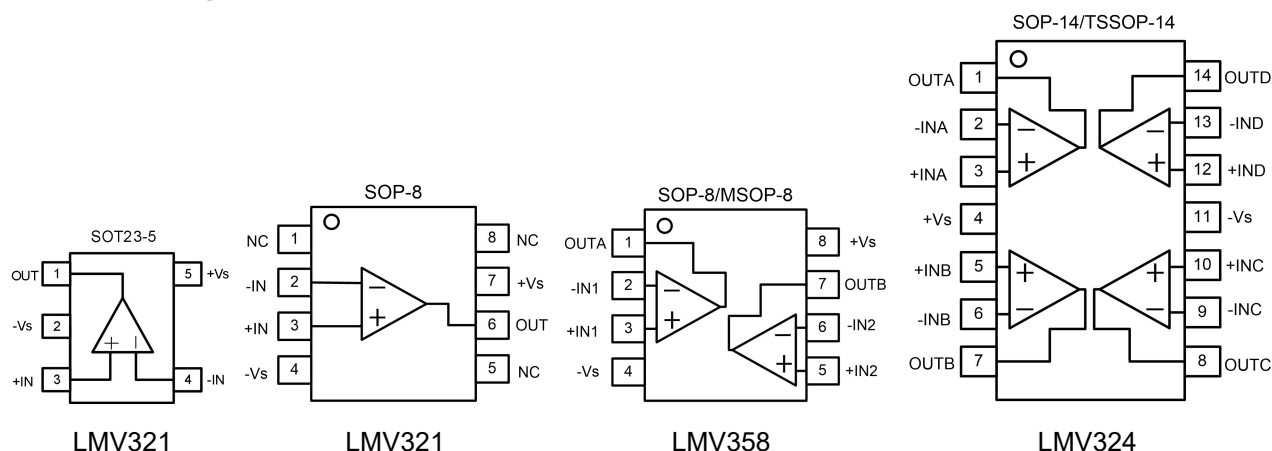 SOT23-5
OUT 1 5 +Vs
-Vs 2
+IN 3 4 -IN
+ −
LMV321
SOP-8
NC 1 8 NC
-IN 2 7 +Vs
+IN 3 6 OUT
-Vs 4 5 NC
−
+
LMV321
SOP-8/MSOP-8
OUTA 1 8 +Vs
-IN1 2 7 OUTB
+IN1 3 6 -IN2
-Vs 4 5 +IN2
−
+
−
+
LMV358
SOP-14/TSSOP-14
OUTA 1 14 OUTD
-INA 2 − − 13 -IND
+INA 3 + + 12 +IND
+Vs 4 11 -Vs
+INB 5 + + 10 +INC
-INB 6 − − 9 -INC
OUTB 7 8 OUTC
LMV324